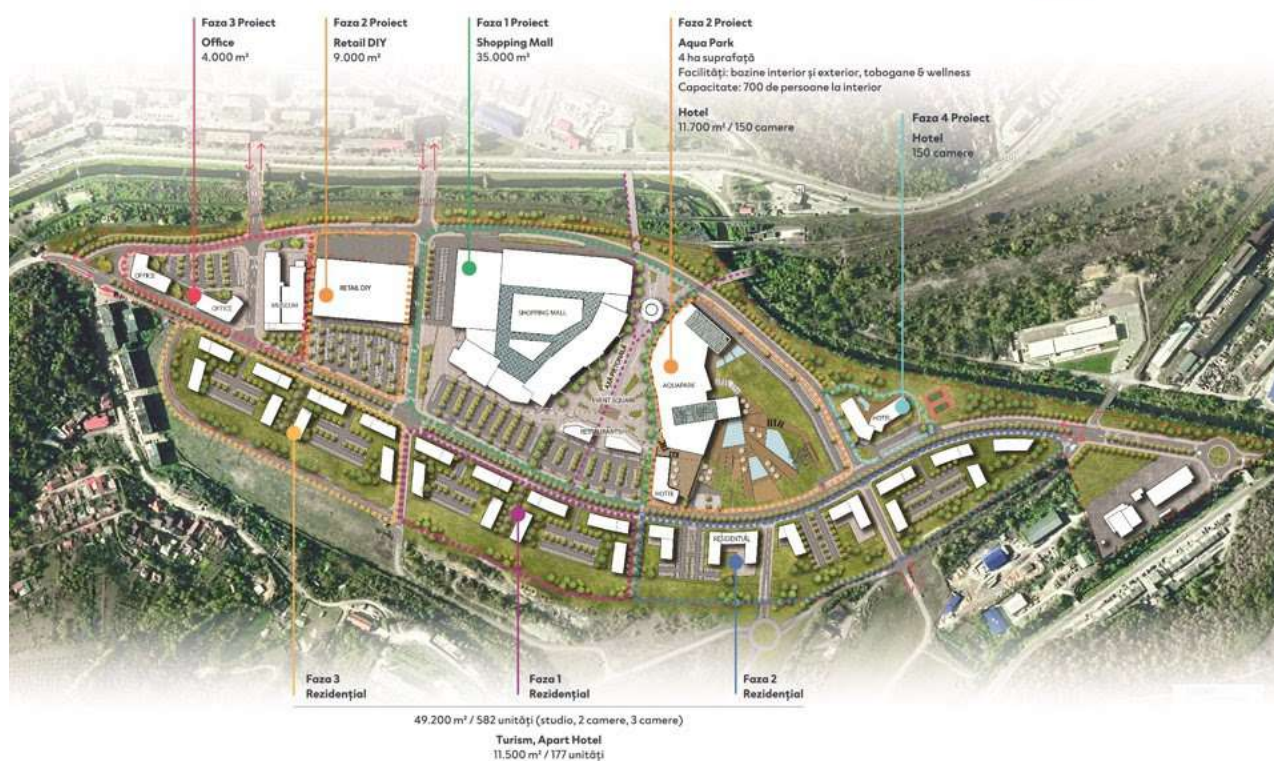 Faza 3 Proiect
Office
4.000 m²
Faza 2 Proiect
Retail DIY
9.000 m²
Faza 1 Proiect
Shopping Mall
35.000 m²
Faza 2 Proiect
Aqua Park
4 ha suprafață
Facilități: bazine interior și exterior, tobogane & wellness
Capacitate: 700 de persoane la interior
Hotel
11.700 m² / 150 camere
Faza 4 Proiect
Hotel
150 camere
OFFICE
OFFICE
MUSEUM
RETAIL DIY
SHOPPING MALL
EVENT SQUARE
RESTAURANTS
AQUAPARK
HOTEL
HOTEL
RESIDENTIAL
Faza 3
Rezidențial
Faza 1
Rezidențial
Faza 2
Rezidențial
49.200 m² / 582 unități (studio, 2 camere, 3 camere)
Turism, Apart Hotel
11.500 m² / 177 unități